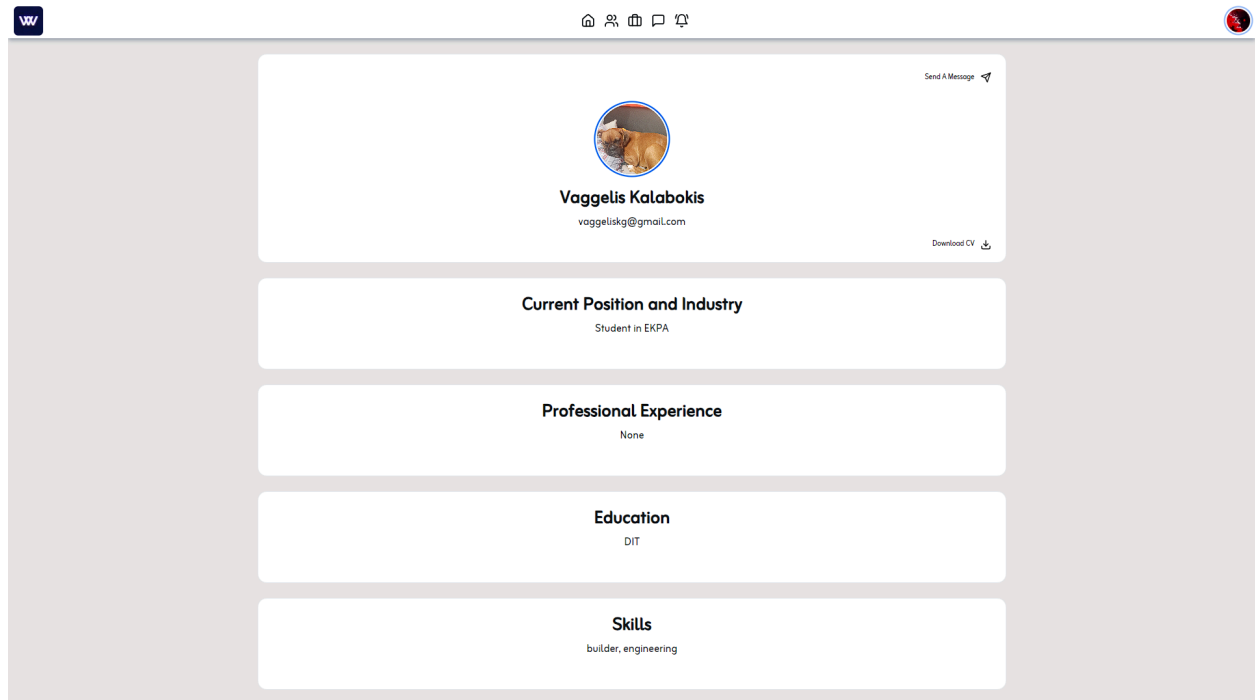 W
Send A Message
Vaggelis Kalabokis
vaggeliskg@gmail.com
Download CV
Current Position and Industry
Student in EKPA
Professional Experience
None
Education
DIT
Skills
builder, engineering